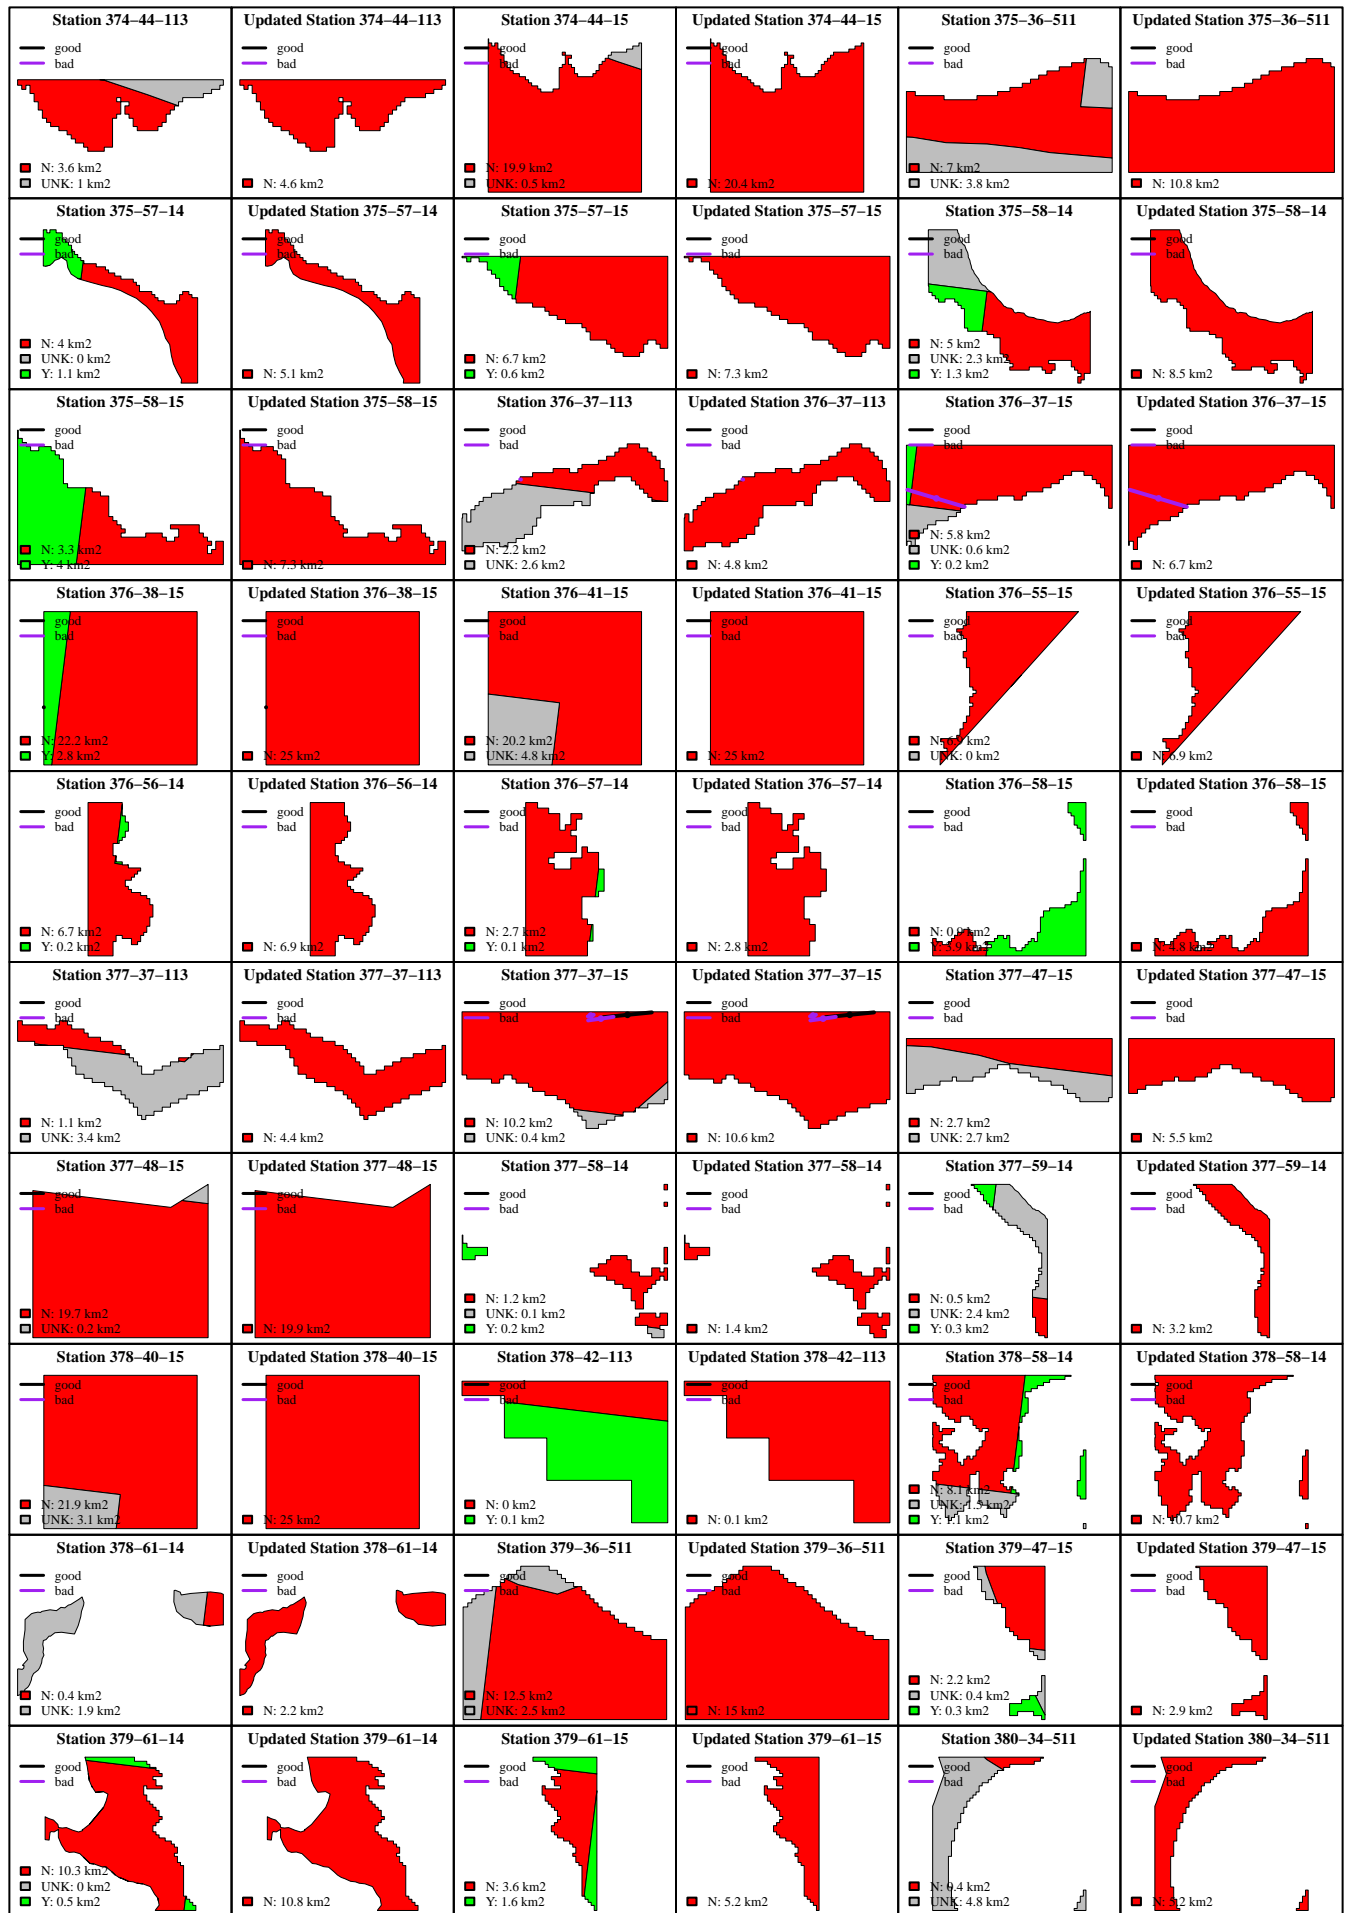 Station 374−44−113
good
bad
N: 3.6 km2
UNK: 1 km2
Updated Station 374−44−113
good
bad
N: 4.6 km2
Station 374−44−15
good
bad
N: 19.9 km2
UNK: 0.5 km2
Updated Station 374−44−15
good
bad
N: 20.4 km2
Station 375−36−511
good
bad
N: 7 km2
UNK: 3.8 km2
Updated Station 375−36−511
good
bad
N: 10.8 km2
Station 375−57−14
good
bad
N: 4 km2
UNK: 0 km2
Y: 1.1 km2
Updated Station 375−57−14
good
bad
N: 5.1 km2
Station 375−57−15
good
bad
N: 6.7 km2
Y: 0.6 km2
Updated Station 375−57−15
good
bad
N: 7.3 km2
Station 375−58−14
good
bad
N: 5 km2
UNK: 2.3 km2
Y: 1.3 km2
Updated Station 375−58−14
good
bad
N: 8.5 km2
Station 375−58−15
good
bad
N: 3.3 km2
Y: 4 km2
Updated Station 375−58−15
good
bad
N: 7.3 km2
Station 376−37−113
good
bad
N: 2.2 km2
UNK: 2.6 km2
Updated Station 376−37−113
good
bad
N: 4.8 km2
Station 376−37−15
good
bad
N: 5.8 km2
UNK: 0.6 km2
Y: 0.2 km2
Updated Station 376−37−15
good
bad
N: 6.7 km2
Station 376−38−15
good
bad
N: 22.2 km2
Y: 2.8 km2
Updated Station 376−38−15
good
bad
N: 25 km2
Station 376−41−15
good
bad
N: 20.2 km2
UNK: 4.8 km2
Updated Station 376−41−15
good
bad
N: 25 km2
Station 376−55−15
good
bad
N: 6.9 km2
UNK: 0 km2
Updated Station 376−55−15
good
bad
N: 6.9 km2
Station 376−56−14
good
bad
N: 6.7 km2
Y: 0.2 km2
Updated Station 376−56−14
good
bad
N: 6.9 km2
Station 376−57−14
good
bad
N: 2.7 km2
Y: 0.1 km2
Updated Station 376−57−14
good
bad
N: 2.8 km2
Station 376−58−15
good
bad
N: 0.9 km2
Y: 3.9 km2
Updated Station 376−58−15
good
bad
N: 4.8 km2
Station 377−37−113
good
bad
N: 1.1 km2
UNK: 3.4 km2
Updated Station 377−37−113
good
bad
N: 4.4 km2
Station 377−37−15
good
bad
N: 10.2 km2
UNK: 0.4 km2
Updated Station 377−37−15
good
bad
N: 10.6 km2
Station 377−47−15
good
bad
N: 2.7 km2
UNK: 2.7 km2
Updated Station 377−47−15
good
bad
N: 5.5 km2
Station 377−48−15
good
bad
N: 19.7 km2
UNK: 0.2 km2
Updated Station 377−48−15
good
bad
N: 19.9 km2
Station 377−58−14
good
bad
N: 1.2 km2
UNK: 0.1 km2
Y: 0.2 km2
Updated Station 377−58−14
good
bad
N: 1.4 km2
Station 377−59−14
good
bad
N: 0.5 km2
UNK: 2.4 km2
Y: 0.3 km2
Updated Station 377−59−14
good
bad
N: 3.2 km2
Station 378−40−15
good
bad
N: 21.9 km2
UNK: 3.1 km2
Updated Station 378−40−15
good
bad
N: 25 km2
Station 378−42−113
good
bad
N: 0 km2
Y: 0.1 km2
Updated Station 378−42−113
good
bad
N: 0.1 km2
Station 378−58−14
good
bad
N: 8.1 km2
UNK: 1.5 km2
Y: 1.1 km2
Updated Station 378−58−14
good
bad
N: 10.7 km2
Station 378−61−14
good
bad
N: 0.4 km2
UNK: 1.9 km2
Updated Station 378−61−14
good
bad
N: 2.2 km2
Station 379−36−511
good
bad
N: 12.5 km2
UNK: 2.5 km2
Updated Station 379−36−511
good
bad
N: 15 km2
Station 379−47−15
good
bad
N: 2.2 km2
UNK: 0.4 km2
Y: 0.3 km2
Updated Station 379−47−15
good
bad
N: 2.9 km2
Station 379−61−14
good
bad
N: 10.3 km2
UNK: 0 km2
Y: 0.5 km2
Updated Station 379−61−14
good
bad
N: 10.8 km2
Station 379−61−15
good
bad
N: 3.6 km2
Y: 1.6 km2
Updated Station 379−61−15
good
bad
N: 5.2 km2
Station 380−34−511
good
bad
N: 0.4 km2
UNK: 4.8 km2
Updated Station 380−34−511
good
bad
N: 5.2 km2